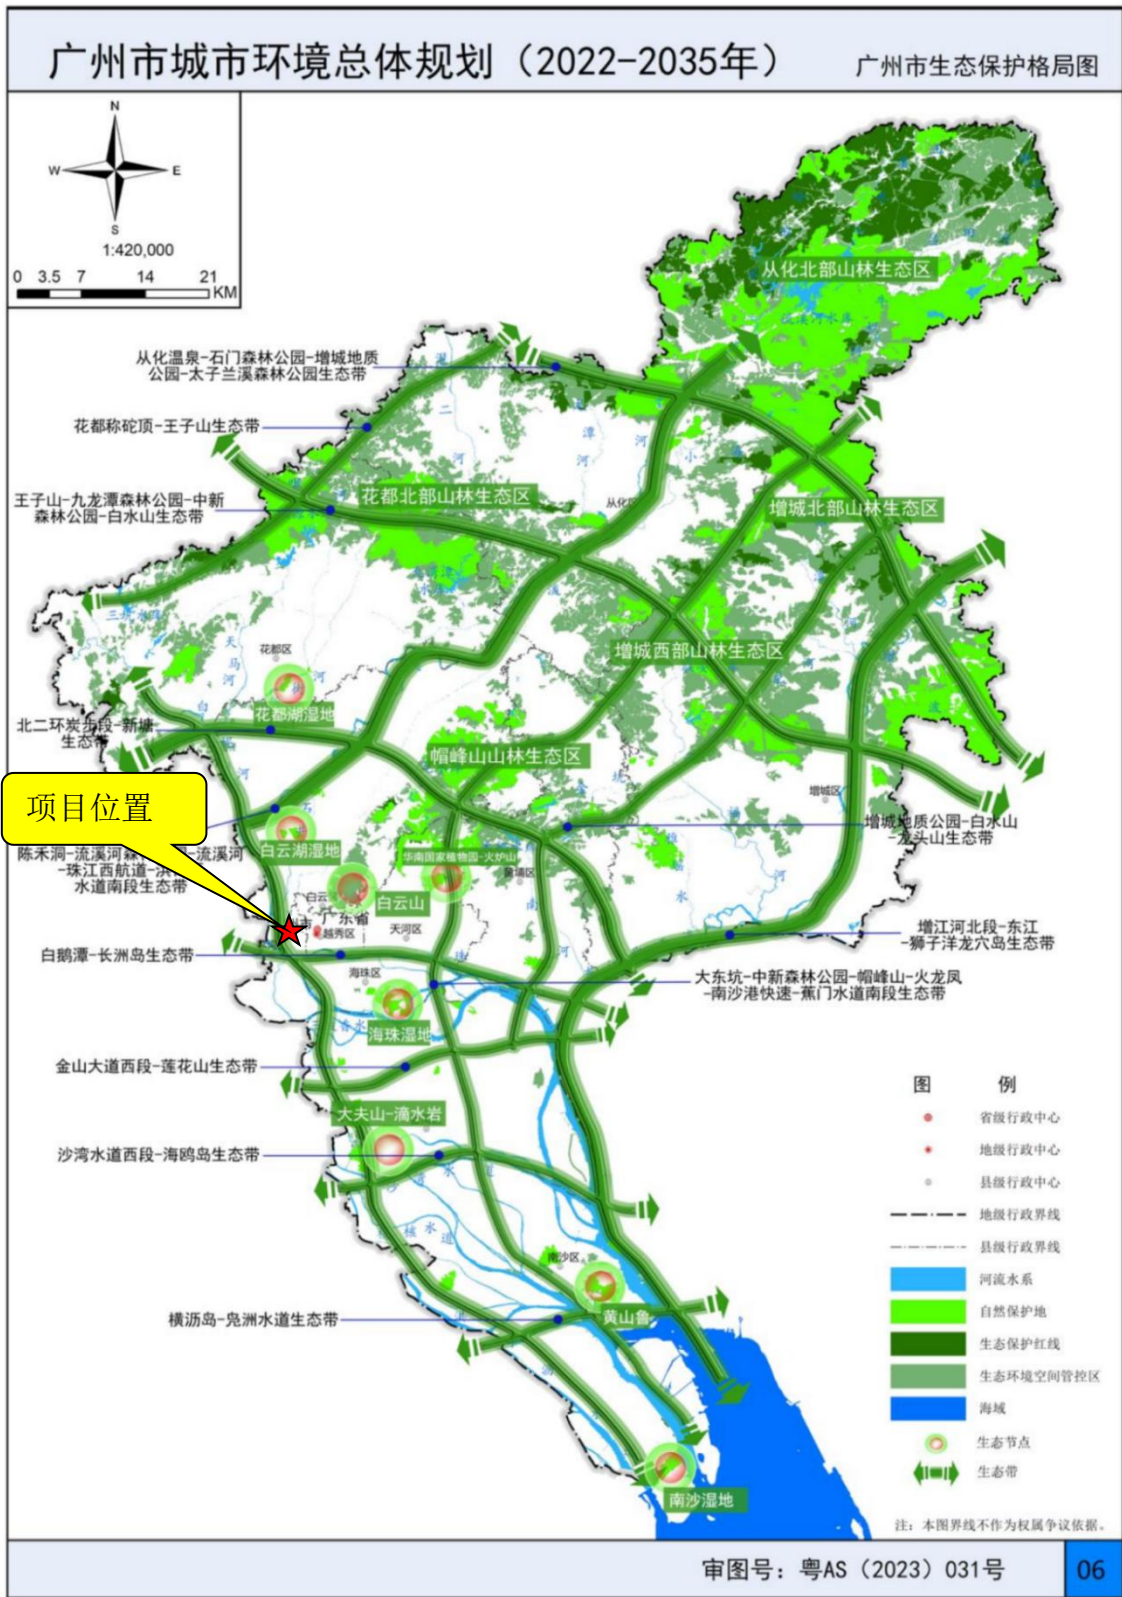 广州市城市环境总体规划（2022-2035年）
广州市生态保护格局图
N
W
E
S
1:420,000
0 3.5 7 14 21
KM
从化北部山林生态区
从化温泉-石门森林公园-增城地质
公园-太子兰溪森林公园生态带
花都称砣顶-王子山生态带
王子山-九龙潭森林公园-中新
森林公园-白水山生态带
花都北部山林生态区
从化区
增城北部山林生态区
增城西部山林生态区
天马河
花都区
花都湖湿地
北二环炭步段-新塘
生态带
帽峰山山林生态区
项目位置
增城区
增城地质公园-白水山
-龙头山生态带
白云湖湿地
华南国家植物园-火炉山
陈禾洞-流溪河森
流溪河
-珠江西航道-洪
水道南段生态带
白云山
广东省
越秀区
天河区
黄埔区
白鹅潭-长洲岛生态带
增江河北段-东江
-狮子洋龙穴岛生态带
海珠区
大东坑-中新森林公园-帽峰山-火龙凤
-南沙港快速-蕉门水道南段生态带
海珠湿地
金山大道西段-莲花山生态带
大夫山-滴水岩
沙湾水道西段-海鸥岛生态带
南沙区
黄山鲁
横沥岛-凫洲水道生态带
南沙湿地
图 例
省级行政中心
地级行政中心
县级行政中心
地级行政界线
县级行政界线
河流水系
自然保护地
生态保护红线
生态环境空间管控区
海域
生态节点
生态带
注：本图界线不作为权属争议依据。
审图号：粤AS（2023）031号
06